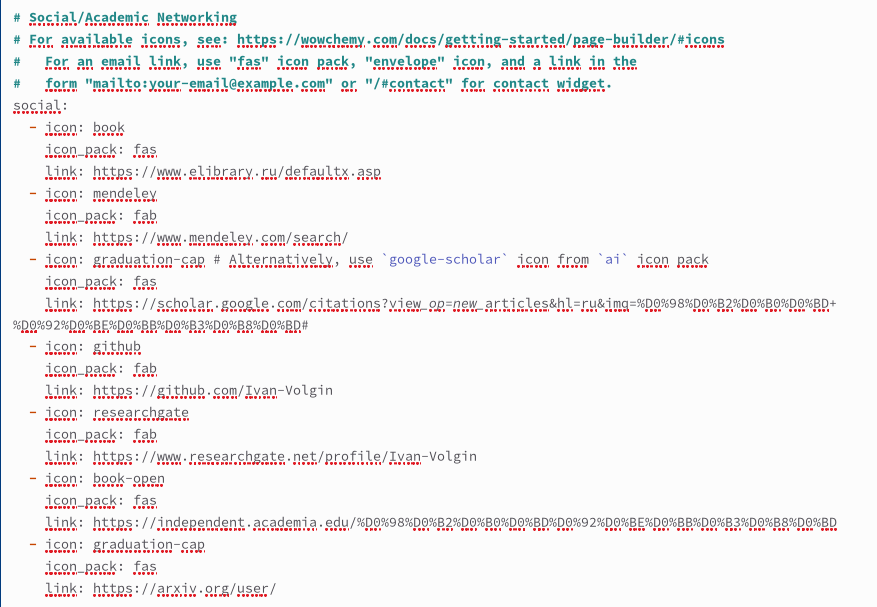 # Social/Academic Networking
# For available icons, see: https://wowchemy.com/docs/getting-started/page-builder/#icons
#   For an email link, use "fas" icon pack, "envelope" icon, and a link in the
#   form "mailto:your-email@example.com" or "/#contact" for contact widget.
social:
  - icon: book
    icon_pack: fas
    link: https://www.elibrary.ru/defaultx.asp
  - icon: mendeley
    icon_pack: fab
    link: https://www.mendeley.com/search/
  - icon: graduation-cap # Alternatively, use `google-scholar` icon from `ai` icon pack
    icon_pack: fas
    link: https://scholar.google.com/citations?view_op=new_articles&hl=ru&imq=%D0%98%D0%B2%D0%B0%D0%BD+
%D0%92%D0%BE%D0%BB%D0%B3%D0%B8%D0%BD#
  - icon: github
    icon_pack: fab
    link: https://github.com/Ivan-Volgin
  - icon: researchgate
    icon_pack: fab
    link: https://www.researchgate.net/profile/Ivan-Volgin
  - icon: book-open
    icon_pack: fas
    link: https://independent.academia.edu/%D0%98%D0%B2%D0%B0%D0%BD%D0%92%D0%BE%D0%BB%D0%B3%D0%B8%D0%BD
  - icon: graduation-cap
    icon_pack: fas
    link: https://arxiv.org/user/